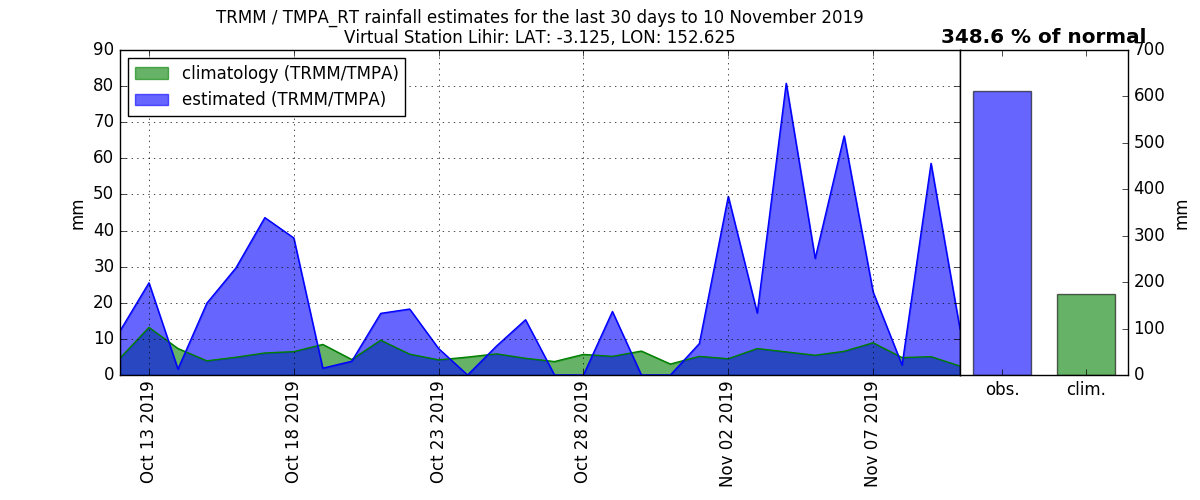 TRMM / TMPA_RT rainfall estimates for the last 30 days to 10 November 2019
Virtual Station Lihir: LAT: -3.125, LON: 152.625
348.6 % of normal
climatology (TRMM/TMPA)
estimated (TRMM/TMPA)
90
80
70
60
50
40
30
20
10
0
mm
Oct 13 2019
Oct 18 2019
Oct 23 2019
Oct 28 2019
Nov 02 2019
Nov 07 2019
700
600
500
400
300
200
100
0
mm
obs.
clim.